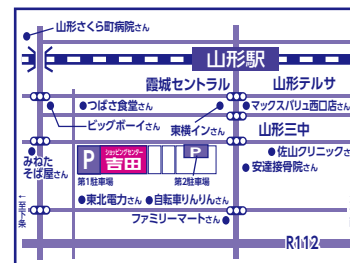 山形さくら町病院さん
山形駅
霞城セントラル
山形テルサ
つばさ食堂さん
マックスバリュ西口店さん
ビッグボーイさん
東横インさん
山形三中
みねた
そば屋さん
P
ショッピングセンター
吉田
P
佐山クリニックさ
安達接骨院さん
第1駐車場
第2駐車場
←至下条
東北電力さん
自転車りんりんさん
ファミリーマートさん
R112